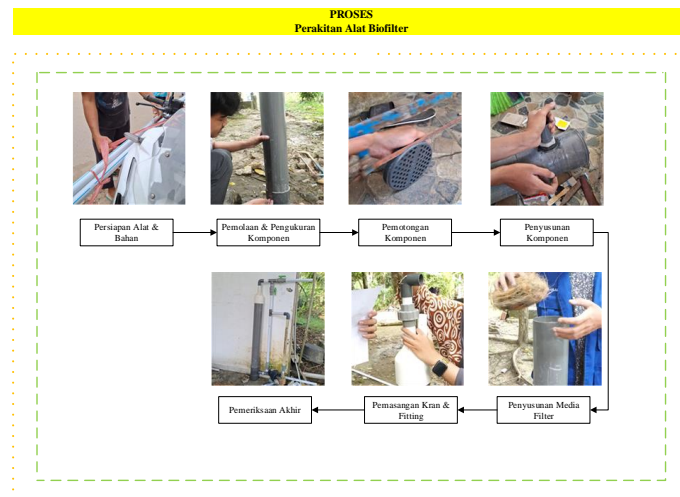 PROSES
Perakitan Alat Biofilter
Persiapan Alat &
Bahan
Pemolaan & Pengukuran
Komponen
Pemotongan
Komponen
Penyusunan
Komponen
Penyusunan Media
Filter
Pemasangan Kran &
Fitting
Pemeriksaan Akhir